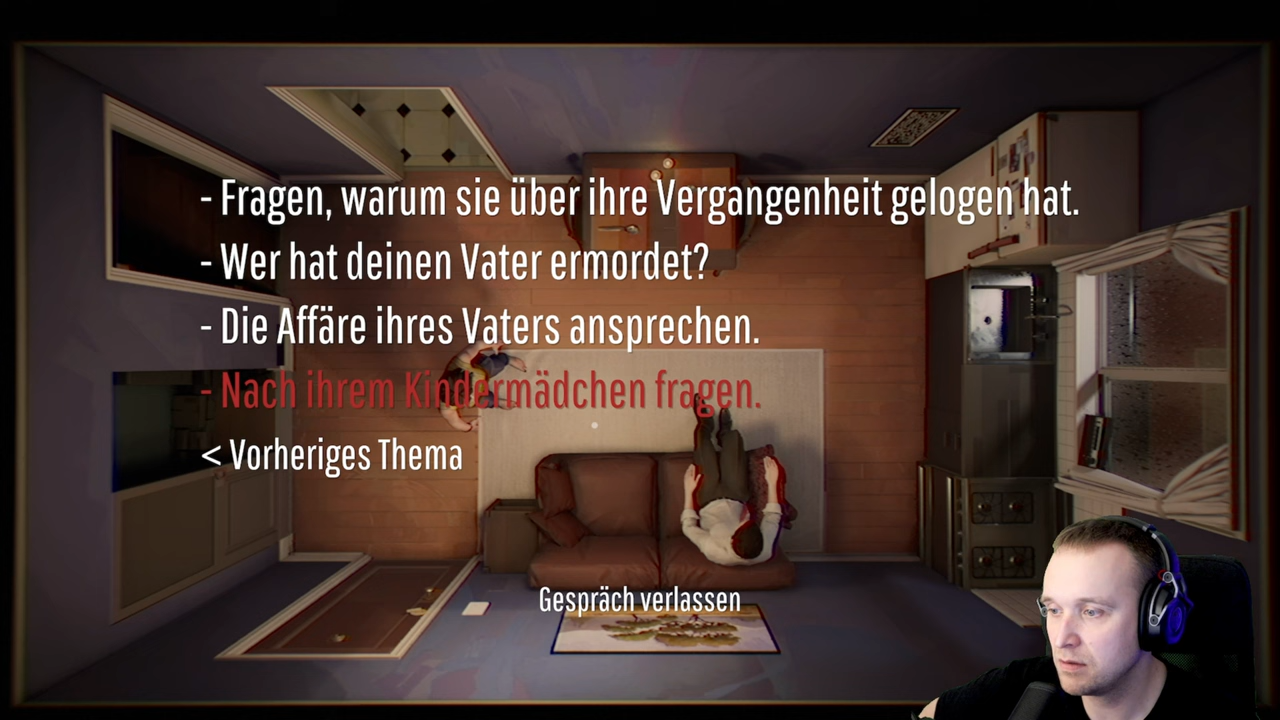 - Fragen, warum sie über ihre Vergangenheit gelogen hat.
- Wer hat deinen Vater ermordet?
- Die Affäre ihres Vaters ansprechen.
- Nach ihrem Kindermädchen fragen.
< Vorheriges Thema
Gespräch verlassen